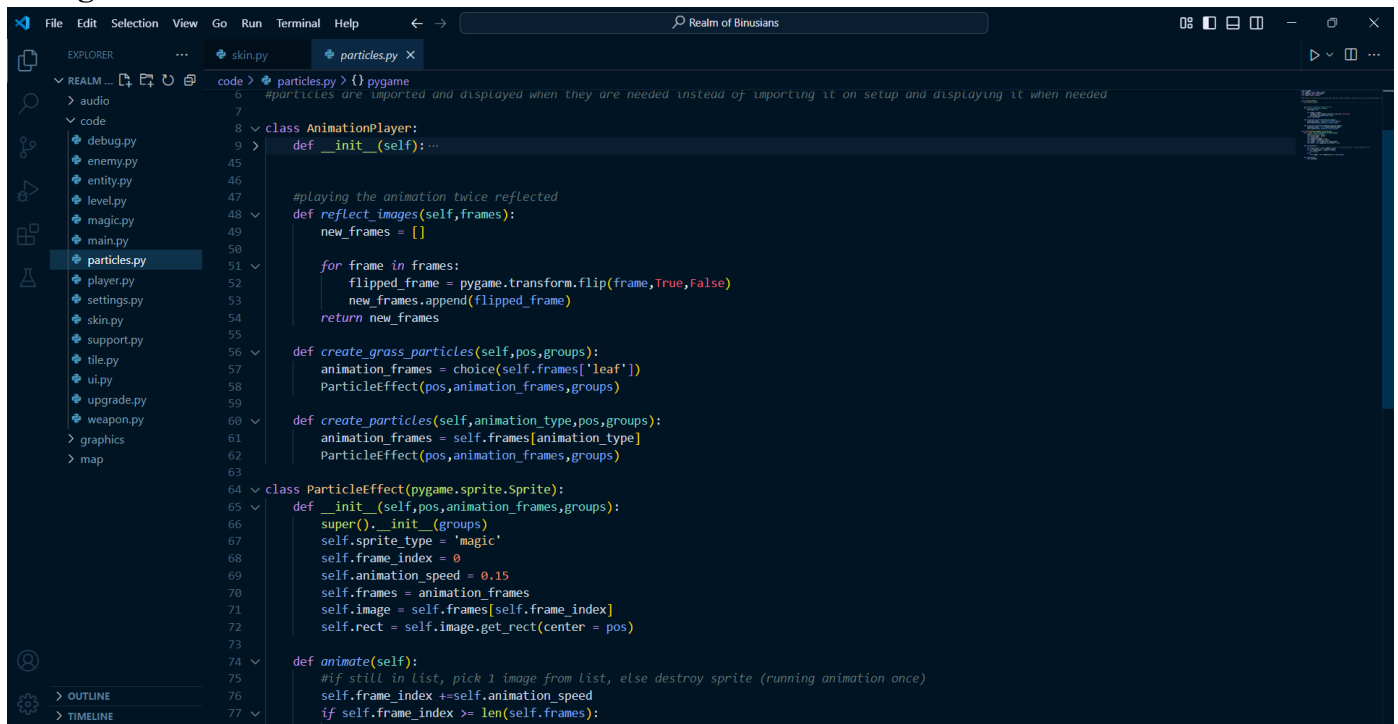 File Edit Selection View Go Run Terminal Help
Realm of Binusians
EXPLORER
skin.py
particles.py
REALM ...
code > particles.py > {} pygame
audio
code
debug.py
enemy.py
entity.py
level.py
magic.py
main.py
particles.py
player.py
settings.py
skin.py
support.py
tile.py
ui.py
upgrade.py
weapon.py
graphics
map
OUTLINE
TIMELINE
6 #particles are imported and displayed when they are needed instead of importing it on setup and displaying it when needed
7
8 class AnimationPlayer:
9 def __init__(self): ...
45
46
47 #playing the animation twice reflected
48 def reflect_images(self,frames):
49 new_frames = []
50
51 for frame in frames:
52 flipped_frame = pygame.transform.flip(frame,True,False)
53 new_frames.append(flipped_frame)
54 return new_frames
55
56 def create_grass_particles(self,pos,groups):
57 animation_frames = choice(self.frames['leaf'])
58 ParticleEffect(pos,animation_frames,groups)
59
60 def create_particles(self,animation_type,pos,groups):
61 animation_frames = self.frames[animation_type]
62 ParticleEffect(pos,animation_frames,groups)
63
64 class ParticleEffect(pygame.sprite.Sprite):
65 def __init__(self,pos,animation_frames,groups):
66 super().__init__(groups)
67 self.sprite_type = 'magic'
68 self.frame_index = 0
69 self.animation_speed = 0.15
70 self.frames = animation_frames
71 self.image = self.frames[self.frame_index]
72 self.rect = self.image.get_rect(center = pos)
73
74 def animate(self):
75 #if still in list, pick 1 image from list, else destroy sprite (running animation once)
76 self.frame_index +=self.animation_speed
77 if self.frame_index >= len(self.frames):